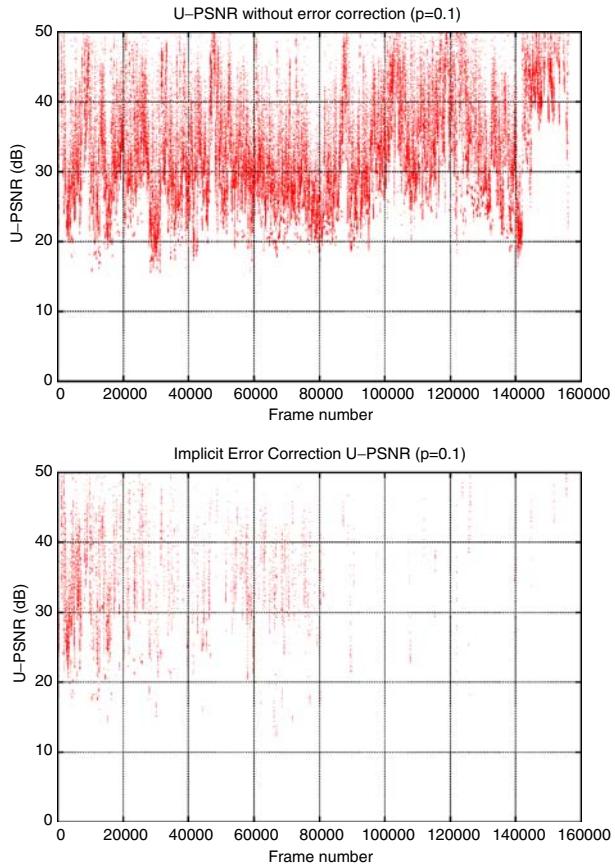 U–PSNR without error correction (p=0.1)
50
40
30
20
10
0
U–PSNR (dB)
0 20000 40000 60000 80000 100000 120000 140000 160000
Frame number
Implicit Error Correction U–PSNR (p=0.1)
50
40
30
20
10
0
U–PSNR (dB)
0 20000 40000 60000 80000 100000 120000 140000 160000
Frame number